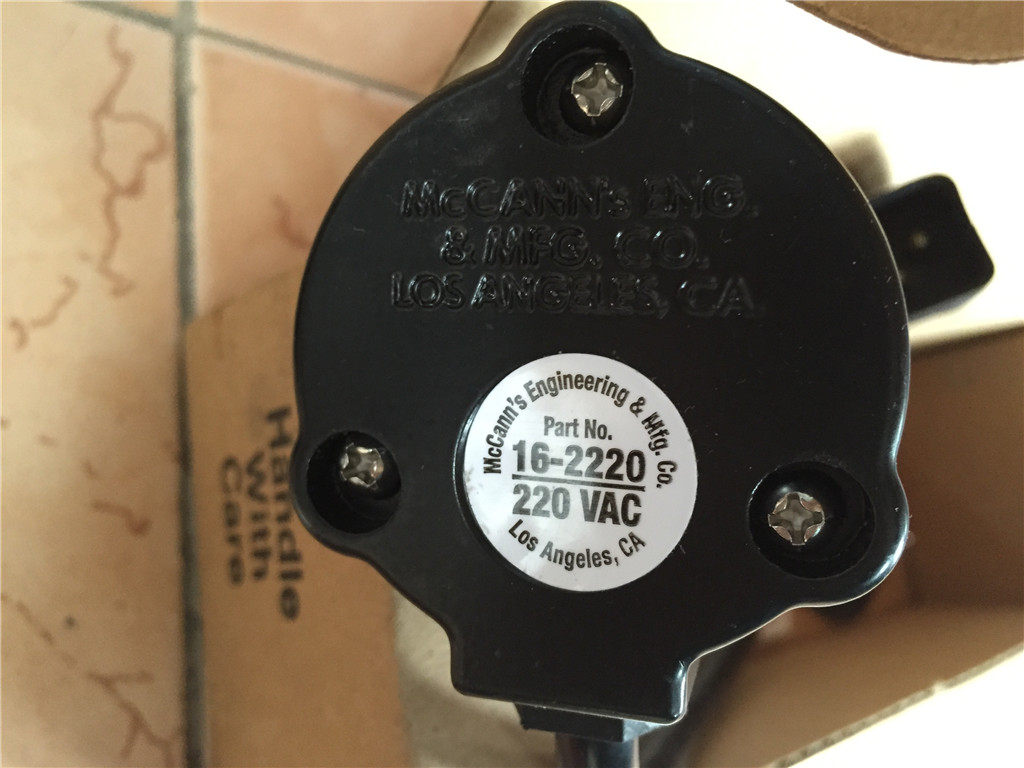 McCANN's ENG.
& MFG. CO.
LOS ANGELES, CA.
McCann's Engineering & Mfg. Co.
Part No.
16-2220
220 VAC
Los Angeles, CA
Handle
with
Care